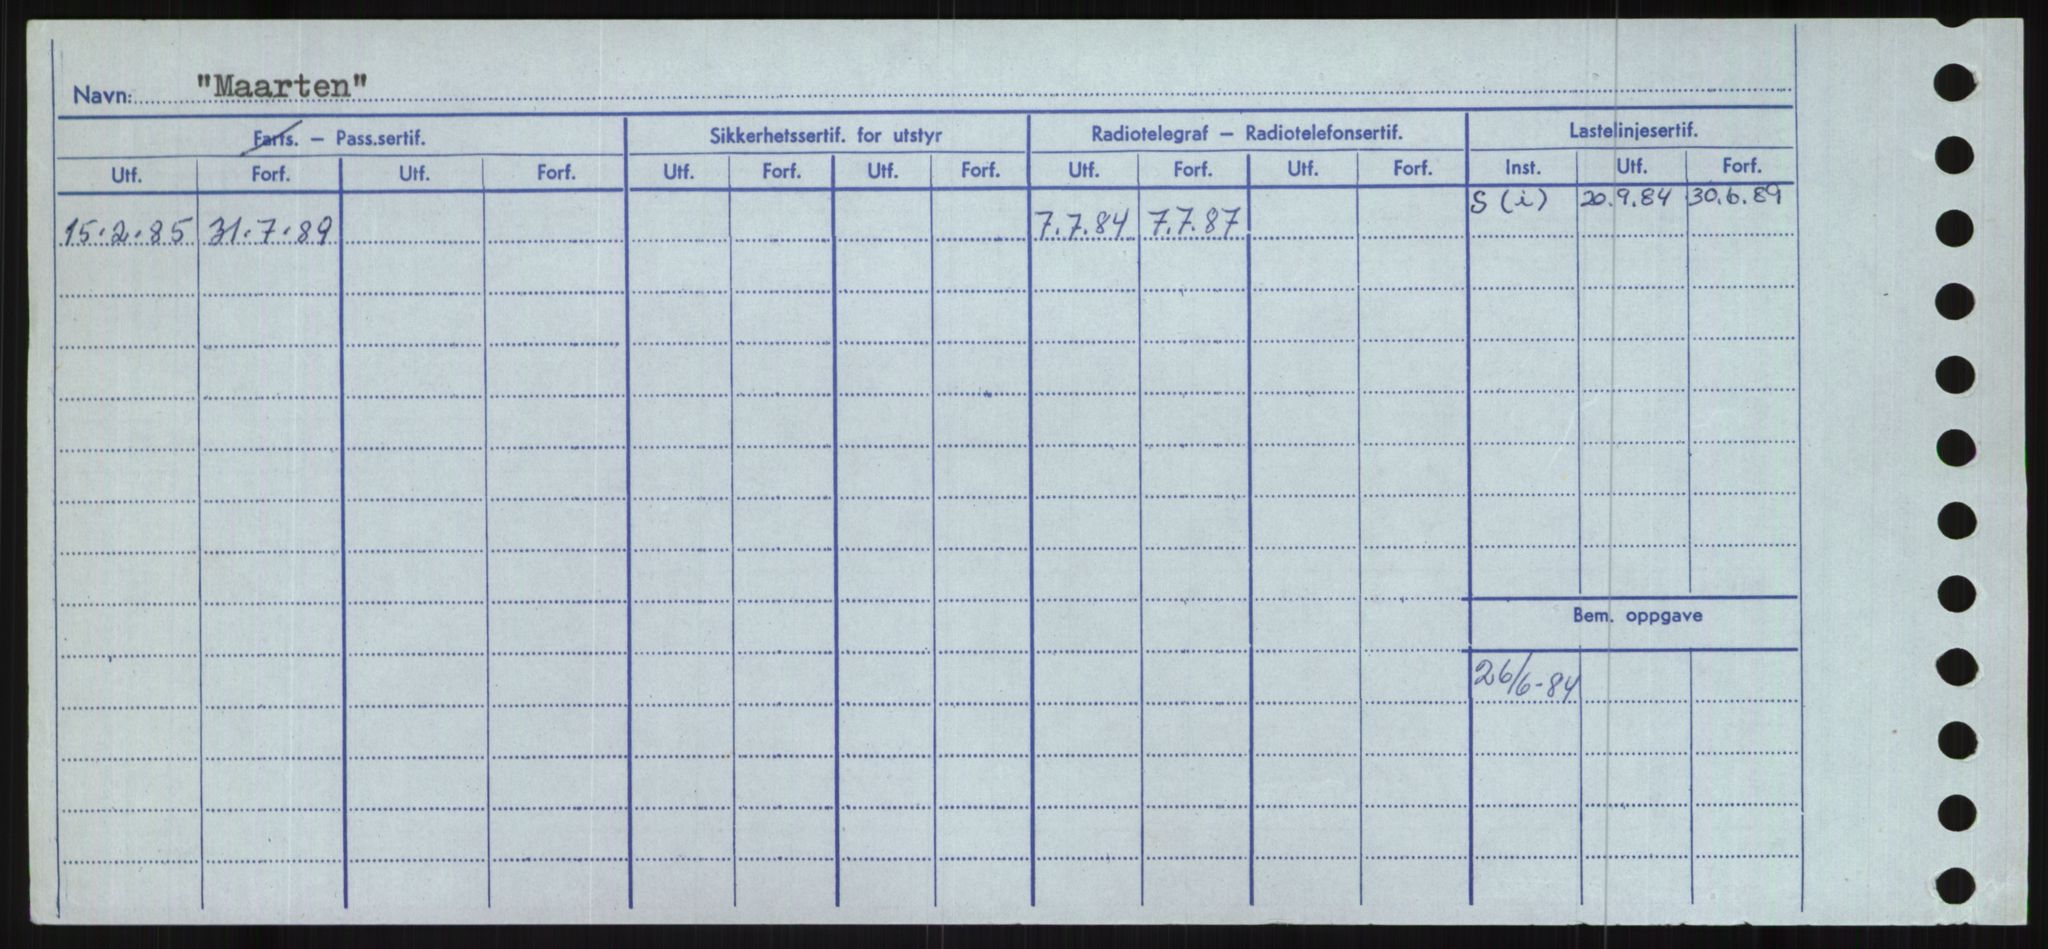 Navn: "Maarten"
Farts. – Pass.sertif. Sikkerhetssertif. for utstyr Radiotelegraf – Radiotelefonsertif. Lastelinjesertif.
Utf. Forf. Utf. Forf. Utf. Forf. Utf. Forf. Utf. Forf. Utf. Forf. Inst. Utf. Forf.
S (i) 20.9.84 30.6.89
15.2.85 31.7.89 7.7.84 7.7.87
Bem. oppgave
26/6-84